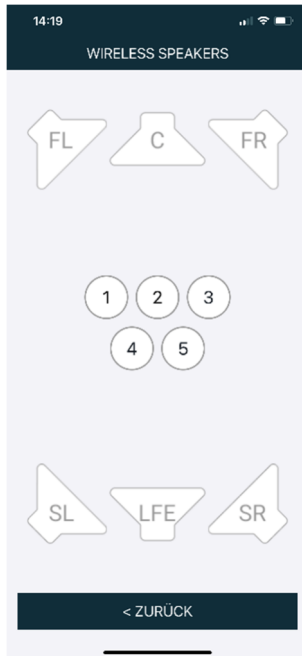 14:19
WIRELESS SPEAKERS
FL C FR
1 2 3
4 5
SL LFE SR
< ZURÜCK